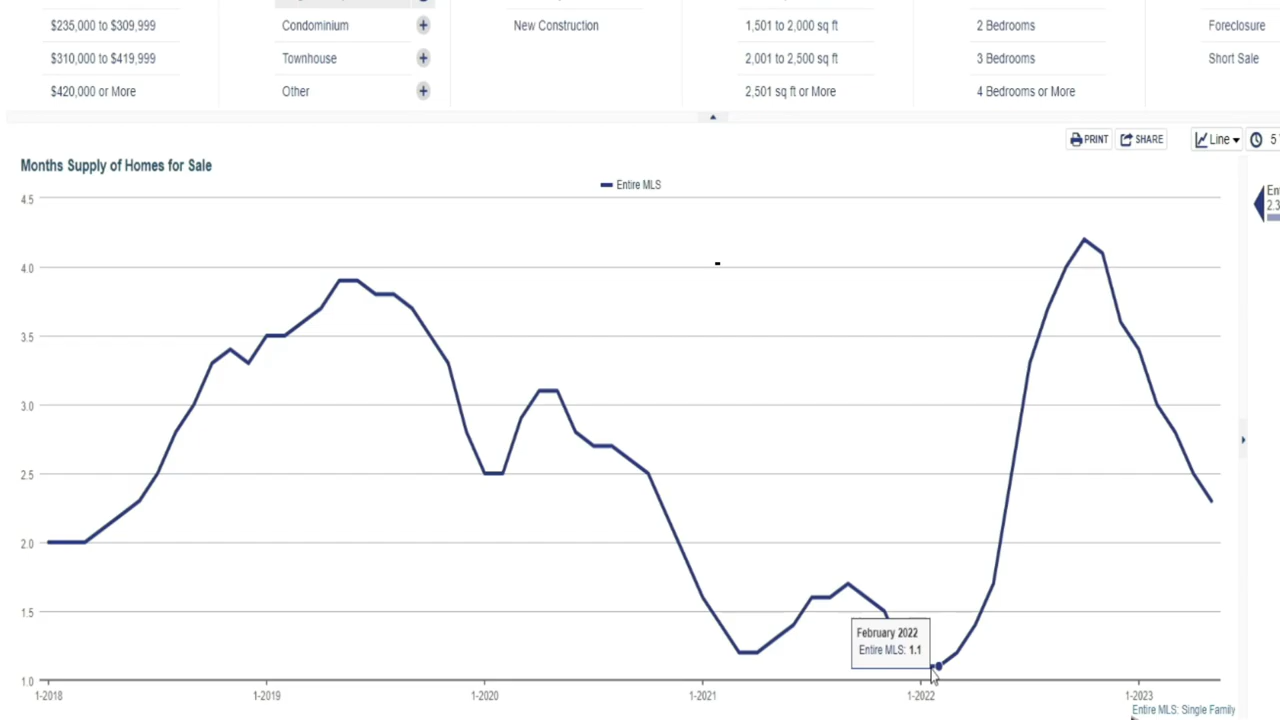 $235,000 to $309,999
Condominium
New Construction
1,501 to 2,000 sq ft
2 Bedrooms
Foreclosure
$310,000 to $419,999
Townhouse
2,001 to 2,500 sq ft
3 Bedrooms
Short Sale
$420,000 or More
Other
2,501 sq ft or More
4 Bedrooms or More
PRINT
SHARE
Line
5
Months Supply of Homes for Sale
Entire MLS
En
2.3
4.5
4.0
3.5
3.0
2.5
2.0
1.5
1.0
February 2022
Entire MLS: 1.1
1-2018
1-2019
1-2020
1-2021
1-2022
1-2023
Entire MLS: Single Family